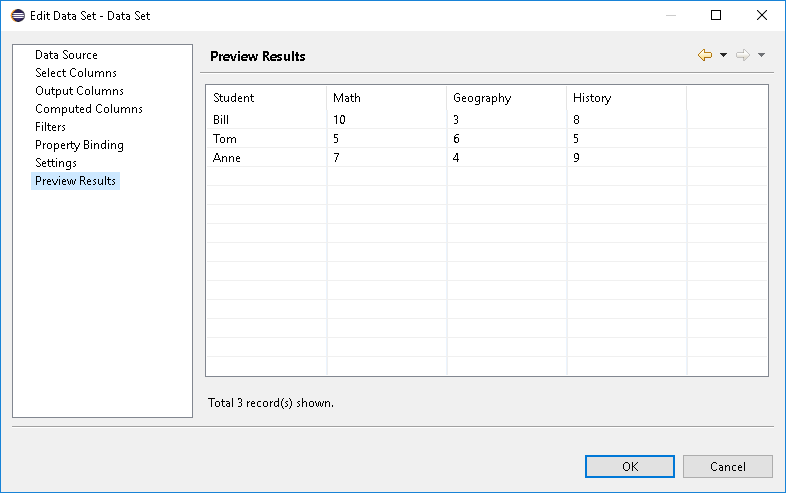 Edit Data Set - Data Set
Data Source
Select Columns
Output Columns
Computed Columns
Filters
Property Binding
Settings
Preview Results
Preview Results
Student Math Geography History
Bill 10 3 8
Tom 5 6 5
Anne 7 4 9
Total 3 record(s) shown.
OK Cancel